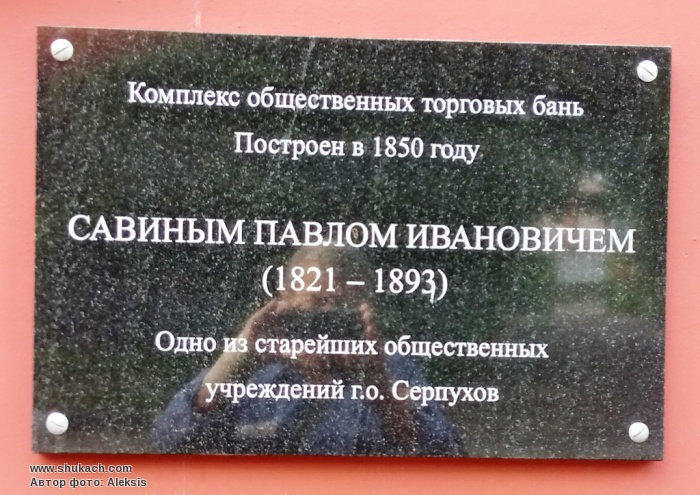 Комплекс общественных торговых бань
Построен в 1850 году
САВИНЫМ ПАВЛОМ ИВАНОВИЧЕМ
(1821 – 1893)
Одно из старейших общественных
учреждений г.о. Серпухов
www.shukach.com
Автор фото: Aleksis